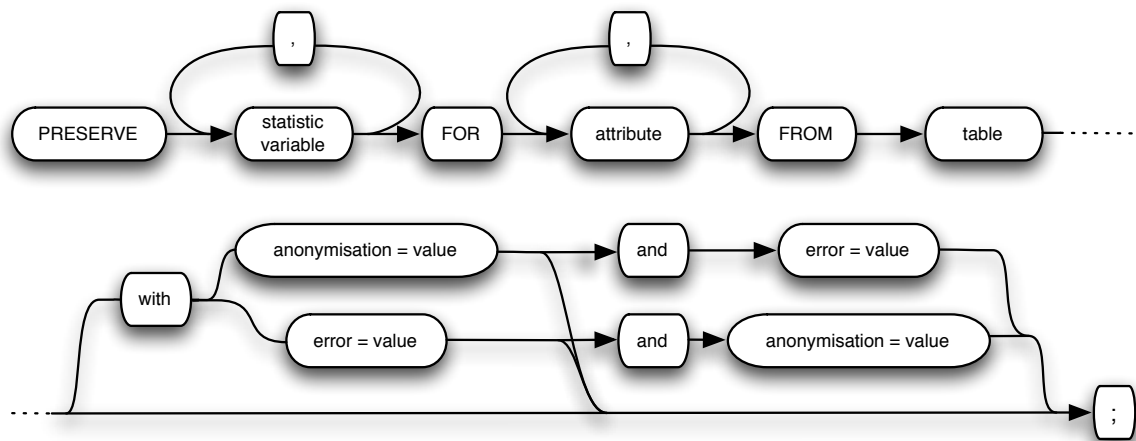 ,
,
PRESERVE
statistic
variable
FOR
attribute
FROM
table
with
anonymisation = value
and
error = value
error = value
and
anonymisation = value
;